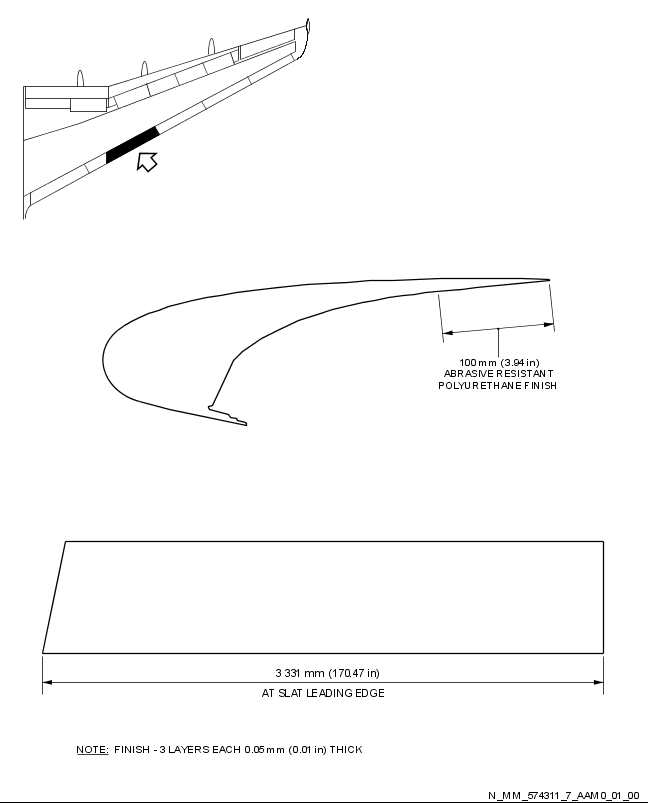 100 mm (3.94 in)
ABRASIVE RESISTANT
POLYURETHANE FINISH
3 331 mm (170.47 in)
AT SLAT LEADING EDGE
NOTE: FINISH - 3 LAYERS EACH 0.05 mm (0.01 in) THICK
N_MM_574311_7_AAM0_01_00